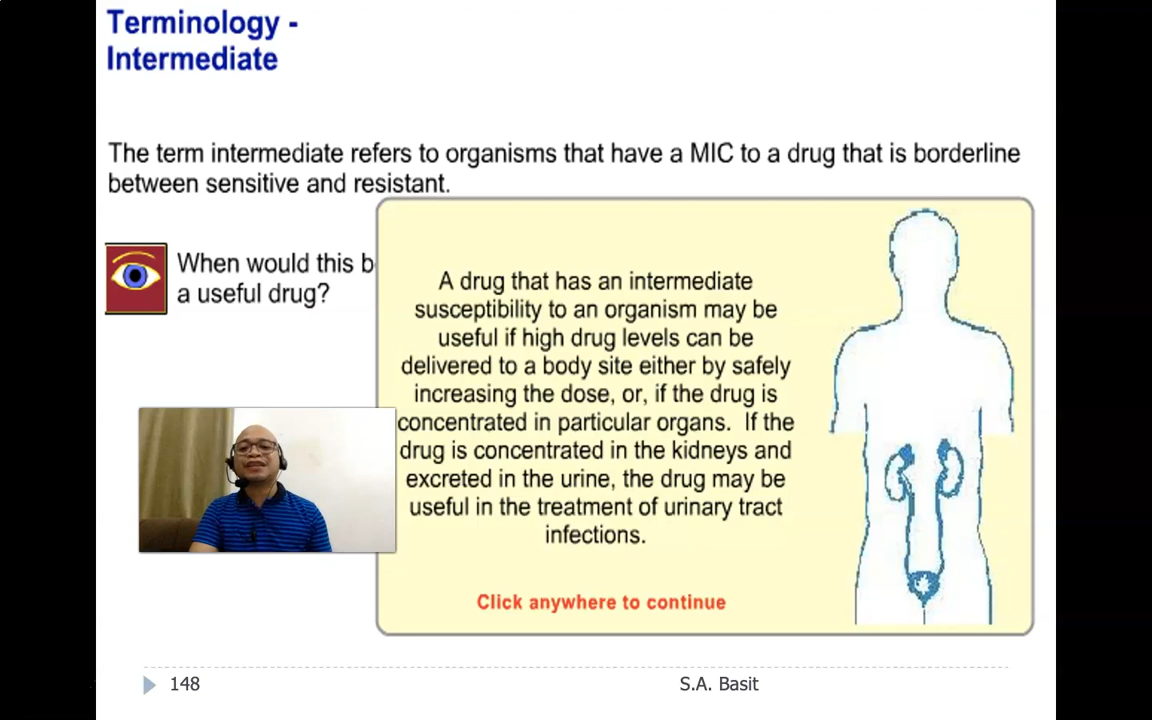 Terminology -
Intermediate
The term intermediate refers to organisms that have a MIC to a drug that is borderline
between sensitive and resistant.
When would this b
a useful drug?
A drug that has an intermediate
susceptibility to an organism may be
useful if high drug levels can be
delivered to a body site either by safely
increasing the dose, or, if the drug is
concentrated in particular organs.  If the
drug is concentrated in the kidneys and
excreted in the urine, the drug may be
useful in the treatment of urinary tract
infections.
Click anywhere to continue
148
S.A. Basit